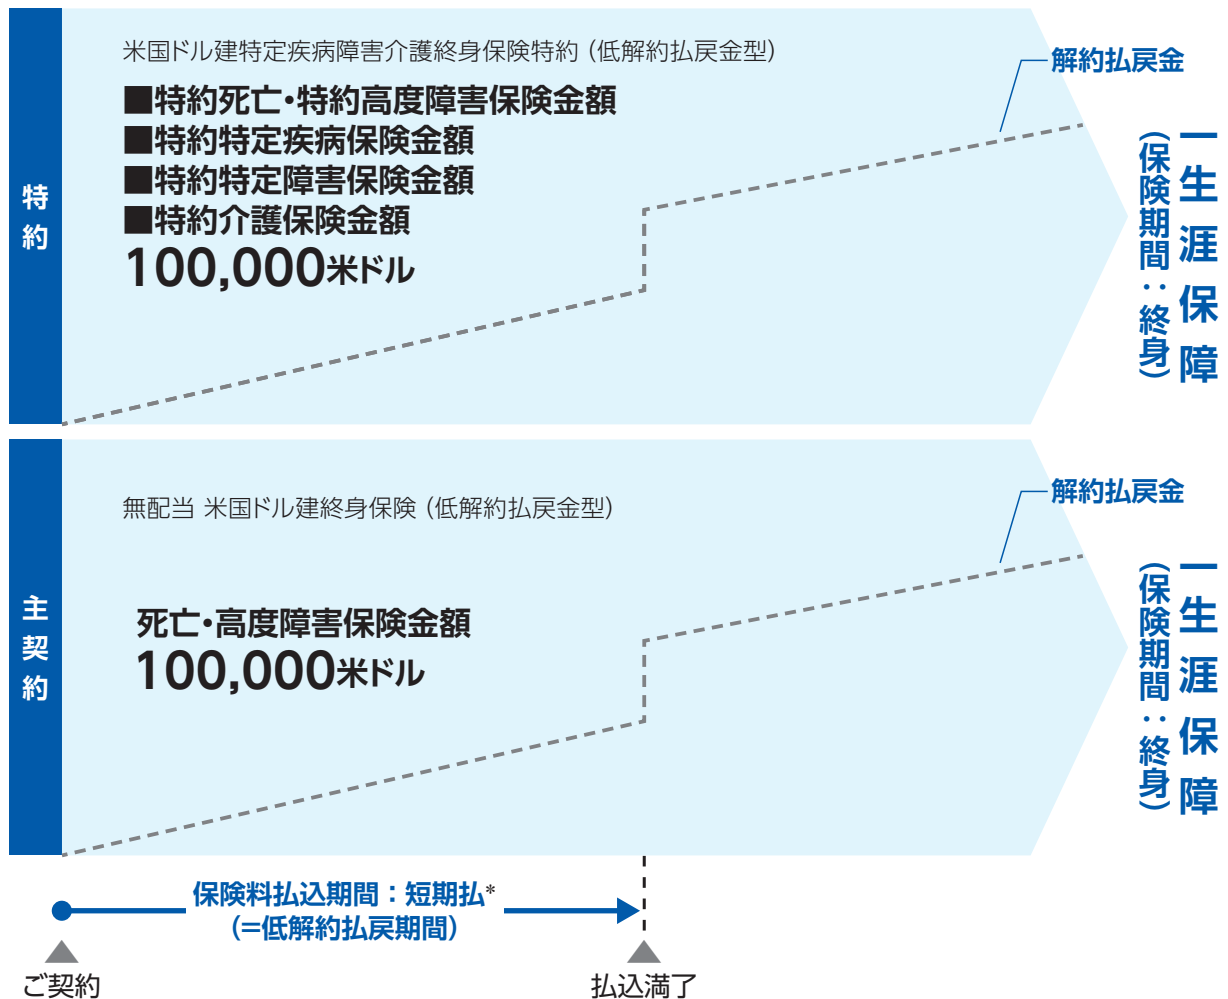 特約
米国ドル建特定疾病障害介護終身保険特約（低解約払戻金型）
■特約死亡・特約高度障害保険金額
■特約特定疾病保険金額
■特約特定障害保険金額
■特約介護保険金額
100,000米ドル
解約払戻金
一生涯保障
（保険期間：終身）
主契約
無配当 米国ドル建終身保険（低解約払戻金型）
死亡・高度障害保険金額
100,000米ドル
解約払戻金
一生涯保障
（保険期間：終身）
保険料払込期間：短期払*
（＝低解約払戻期間）
ご契約
払込満了